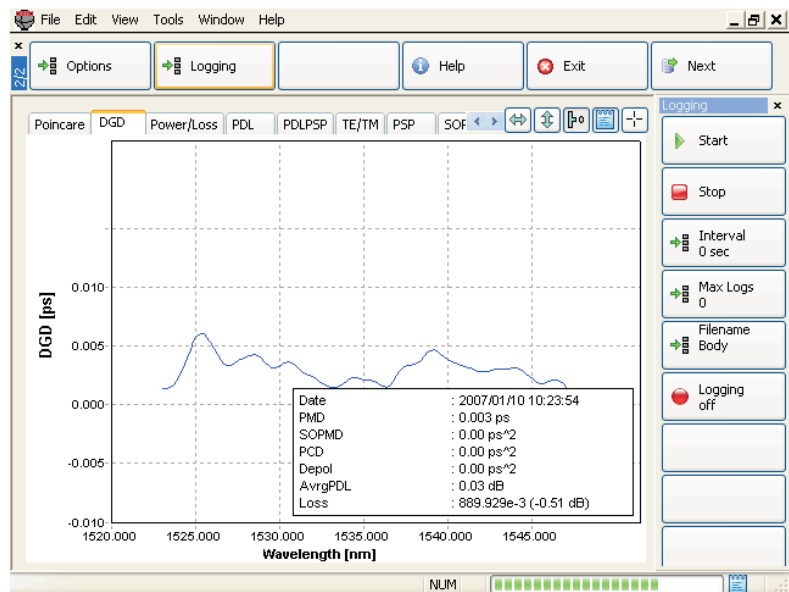 File Edit View Tools Window Help
2/2
Options
Logging
Help
Exit
Next
Poincare DGD Power/Loss PDL PDLPSP TE/TM PSP SOP
DGD [ps]
0.010
0.005
0.000
-0.005
-0.010
1520.000 1525.000 1530.000 1535.000 1540.000 1545.000
Wavelength [nm]
Date : 2007/01/10 10:23:54
PMD : 0.003 ps
SOPMD : 0.00 ps^2
PCD : 0.00 ps^2
Depol : 0.00 ps^2
AvrgPDL : 0.03 dB
Loss : 889.929e-3 (-0.51 dB)
Logging
Start
Stop
Interval
0 sec
Max Logs
0
Filename
Body
Logging
off
NUM